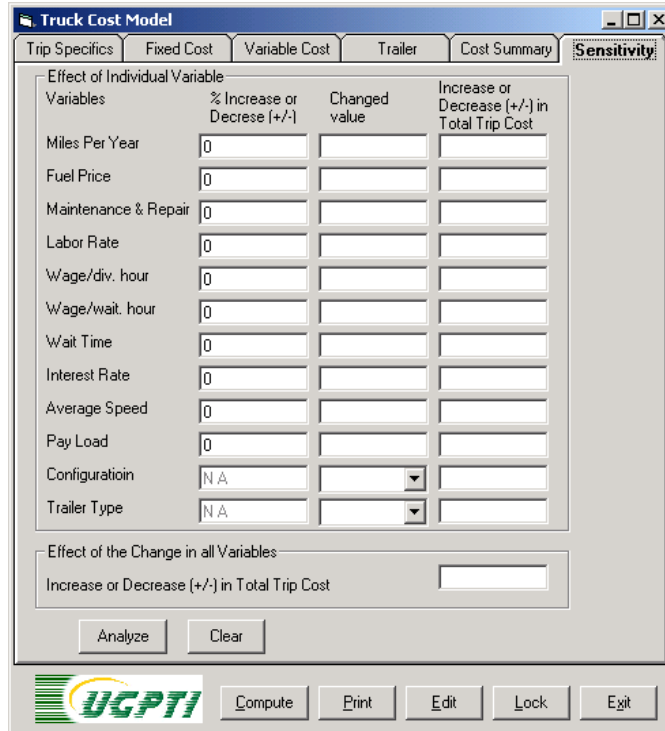 Truck Cost Model
Trip Specifics Fixed Cost Variable Cost Trailer Cost Summary Sensitivity
Effect of Individual Variable
Variables
% Increase or
Decrese (+/-)
Changed
value
Increase or
Decrease (+/-) in
Total Trip Cost
Miles Per Year 0
Fuel Price 0
Maintenance & Repair 0
Labor Rate 0
Wage/div. hour 0
Wage/wait. hour 0
Wait Time 0
Interest Rate 0
Average Speed 0
Pay Load 0
Configuratioin N A
Trailer Type N A
Effect of the Change in all Variables
Increase or Decrease (+/-) in Total Trip Cost
Analyze Clear
UGPTI Compute Print Edit Lock Exit